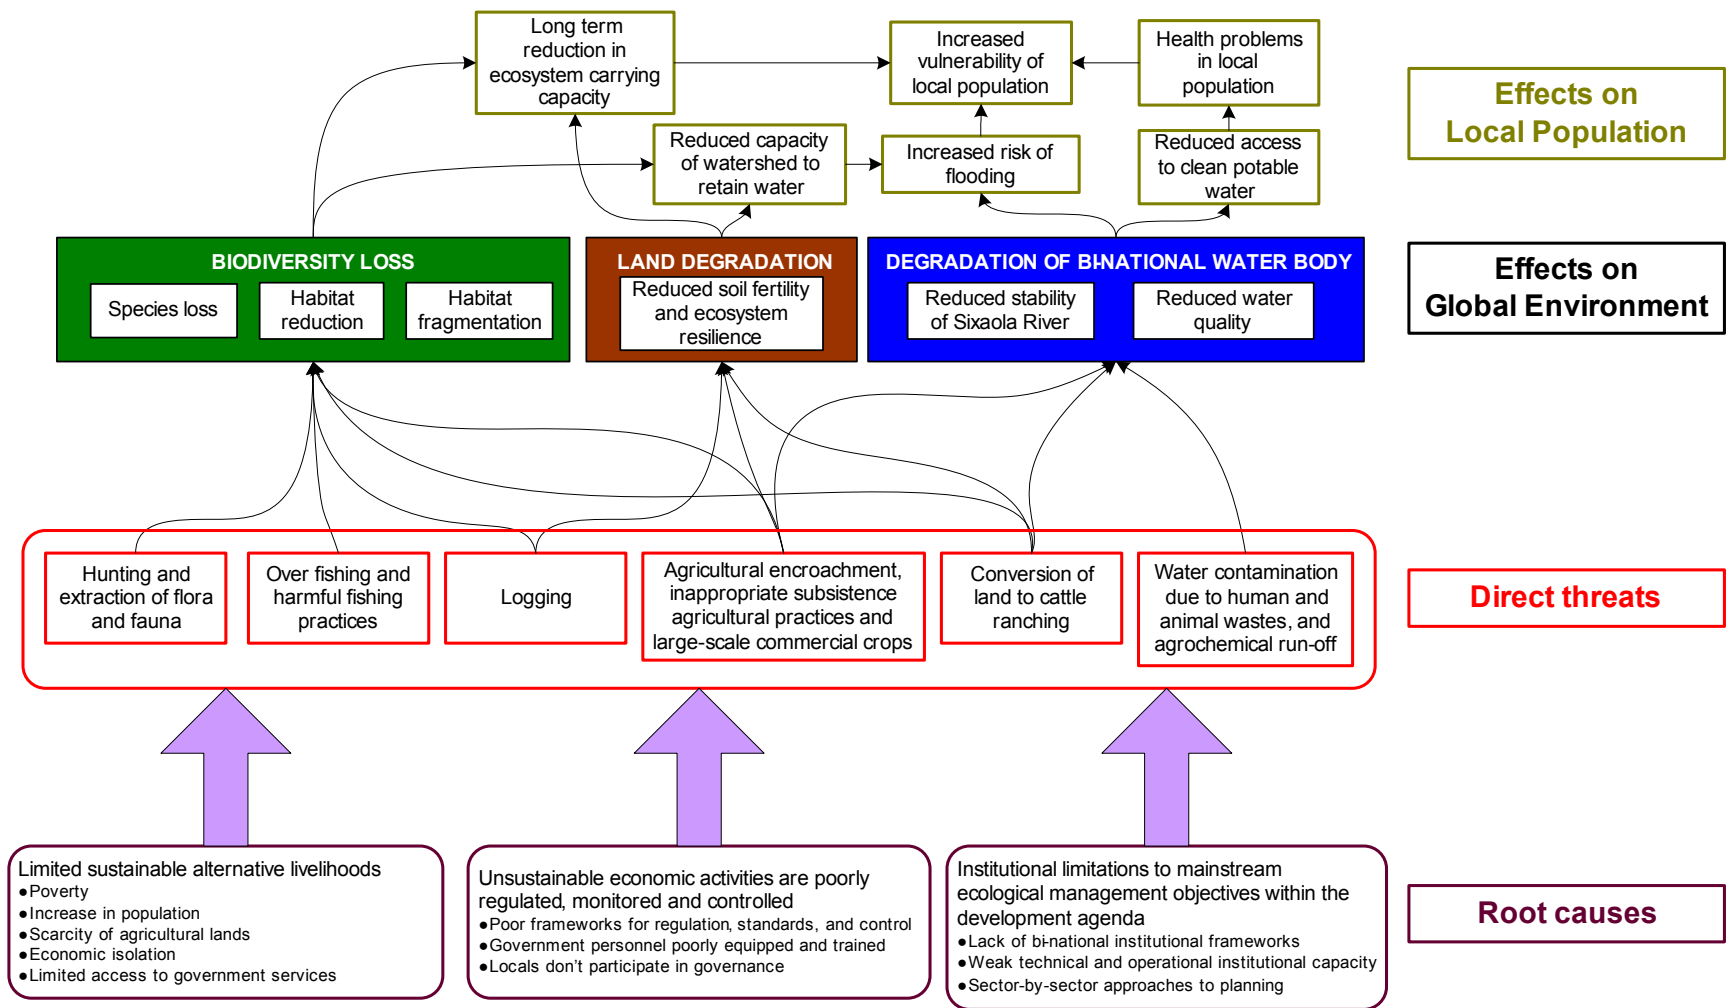 Long term
reduction in
ecosystem carrying
capacity
Increased
vulnerability of
local population
Health problems
in local
population
Effects on
Local Population
Reduced capacity
of watershed to
retain water
Increased risk of
flooding
Reduced access
to clean potable
water
BIODIVERSITY LOSS
Species loss
Habitat
reduction
Habitat
fragmentation
LAND DEGRADATION
Reduced soil fertility
and ecosystem
resilience
DEGRADATION OF BI-NATIONAL WATER BODY
Reduced stability
of Sixaola River
Reduced water
quality
Effects on
Global Environment
Hunting and
extraction of flora
and fauna
Over fishing and
harmful fishing
practices
Logging
Agricultural encroachment,
inappropriate subsistence
agricultural practices and
large-scale commercial crops
Conversion of
land to cattle
ranching
Water contamination
due to human and
animal wastes, and
agrochemical run-off
Direct threats
Limited sustainable alternative livelihoods
●Poverty
●Increase in population
●Scarcity of agricultural lands
●Economic isolation
●Limited access to government services
Unsustainable economic activities are poorly
regulated, monitored and controlled
●Poor frameworks for regulation, standards, and control
●Government personnel poorly equipped and trained
●Locals don't participate in governance
Institutional limitations to mainstream
ecological management objectives within the
development agenda
●Lack of bi-national institutional frameworks
●Weak technical and operational institutional capacity
●Sector-by-sector approaches to planning
Root causes